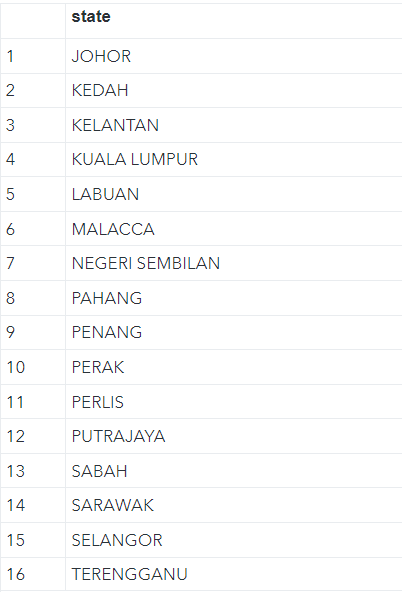 state
1 JOHOR
2 KEDAH
3 KELANTAN
4 KUALA LUMPUR
5 LABUAN
6 MALACCA
7 NEGERI SEMBILAN
8 PAHANG
9 PENANG
10 PERAK
11 PERLIS
12 PUTRAJAYA
13 SABAH
14 SARAWAK
15 SELANGOR
16 TERENGGANU